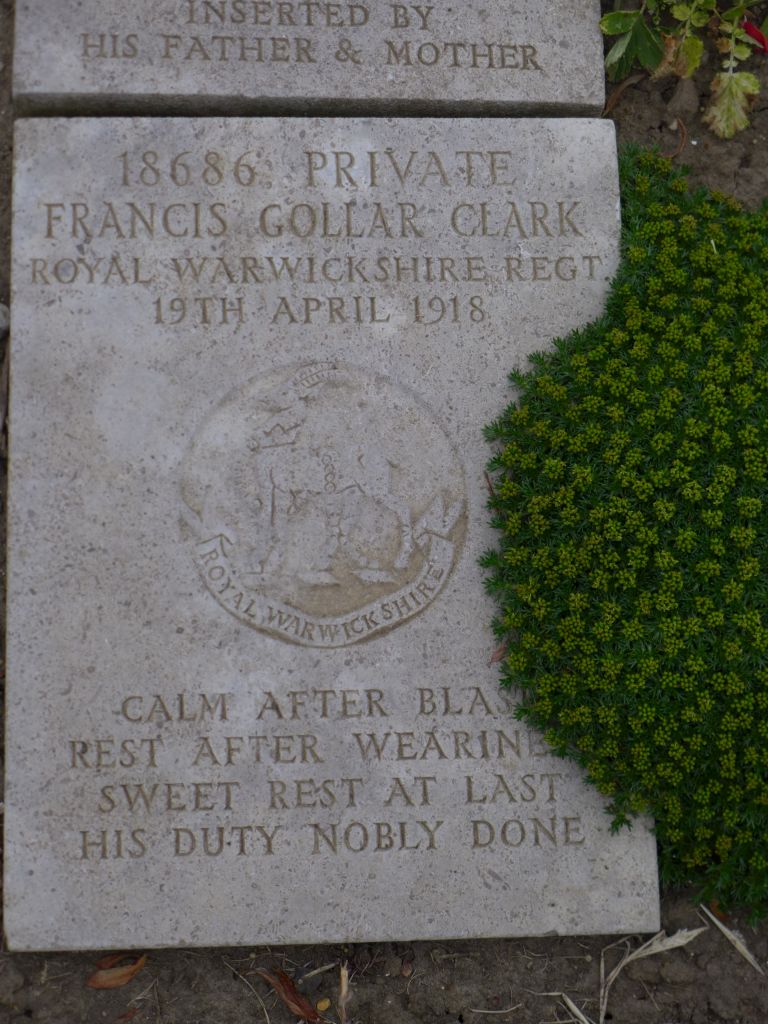 INSERTED BY
HIS FATHER & MOTHER
18686 PRIVATE
FRANCIS GOLLAR CLARK
ROYAL WARWICKSHIRE REGT
19TH APRIL 1918
ROYAL WARWICKSHIRE
CALM AFTER
REST AFTER
SWEET REST AT LAST
HIS DUTY NOBLY DONE